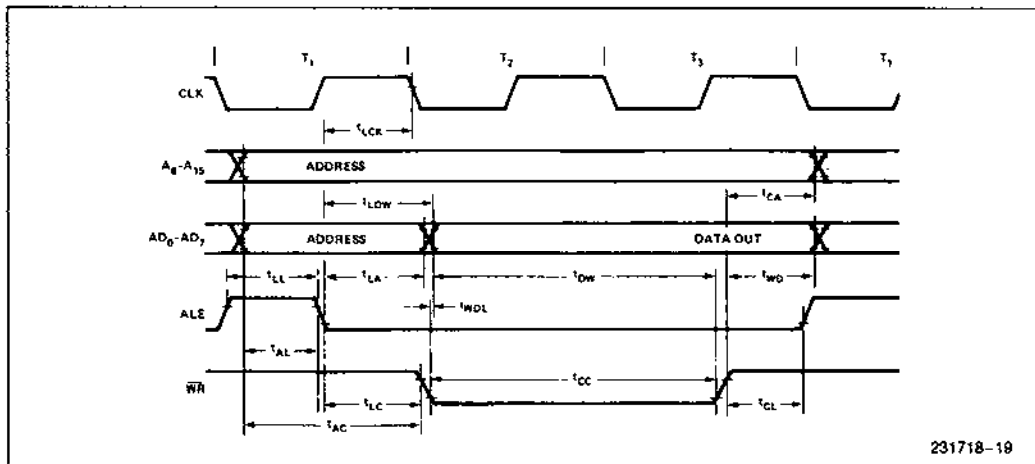 T₁ T₂ T₃ T₁
CLK
tLCK
A₈-A₁₅ ADDRESS
tLDW tCA
AD₀-AD₇ ADDRESS DATA OUT
tLL tLA tDW tWD
tWDL
ALE
tAL
WR tCC
tLC tCL
tAC
231718-19